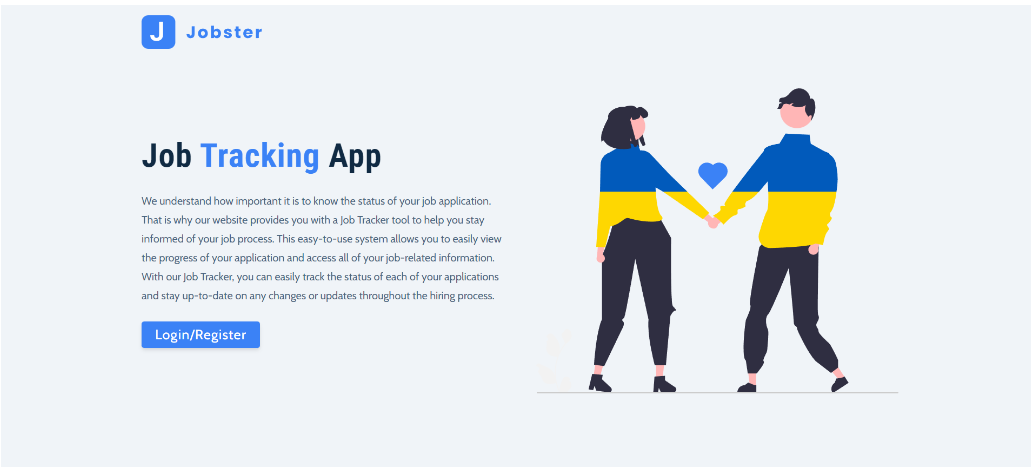 J Jobster
Job Tracking App
We understand how important it is to know the status of your job application.
That is why our website provides you with a Job Tracker tool to help you stay
informed of your job process. This easy-to-use system allows you to easily view
the progress of your application and access all of your job-related information.
With our Job Tracker, you can easily track the status of each of your applications
and stay up-to-date on any changes or updates throughout the hiring process.
Login/Register